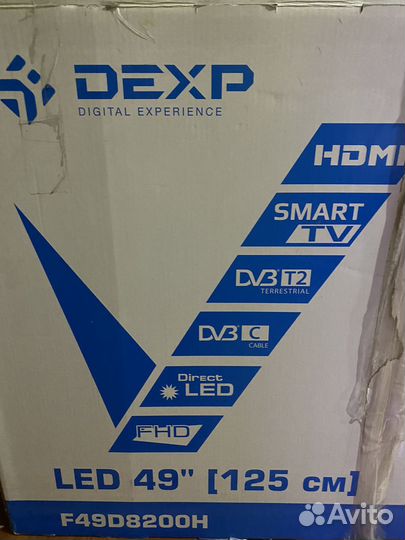 DEXP
DIGITAL EXPERIENCE
HDMI
SMART
TV
DVB T2
TERRESTRIAL
DVB C
CABLE
Direct
LED
FHD
LED 49" [125 см]
F49D8200H
Avito